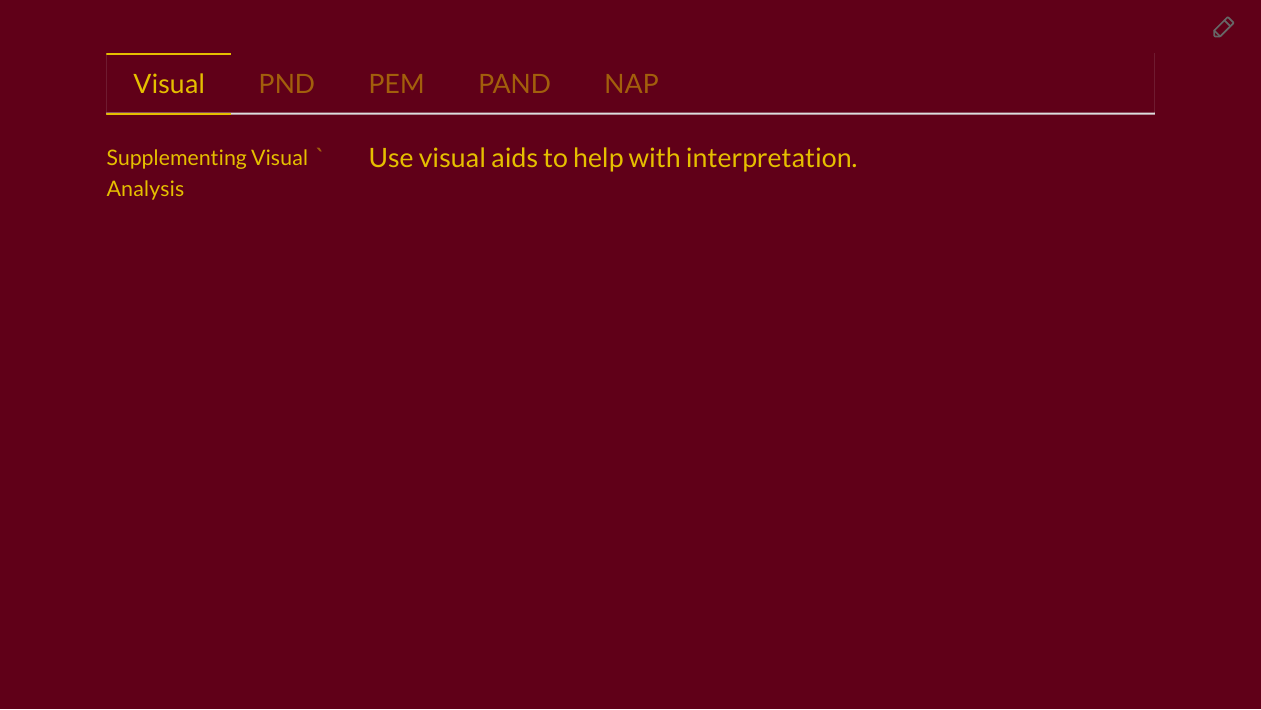 Visual PND PEM PAND NAP
Supplementing Visual ` Use visual aids to help with interpretation.
Analysis